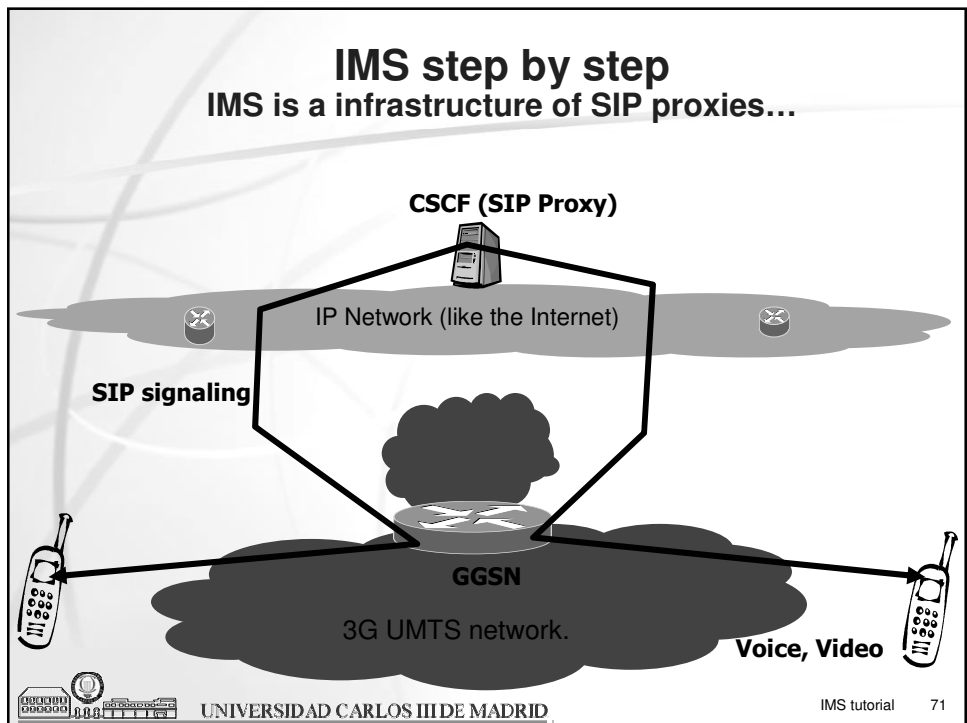 IMS step by step
IMS is a infrastructure of SIP proxies...
CSCF (SIP Proxy)
IP Network (like the Internet)
SIP signaling
GGSN
3G UMTS network.
Voice, Video
UNIVERSIDAD CARLOS III DE MADRID
IMS tutorial 71